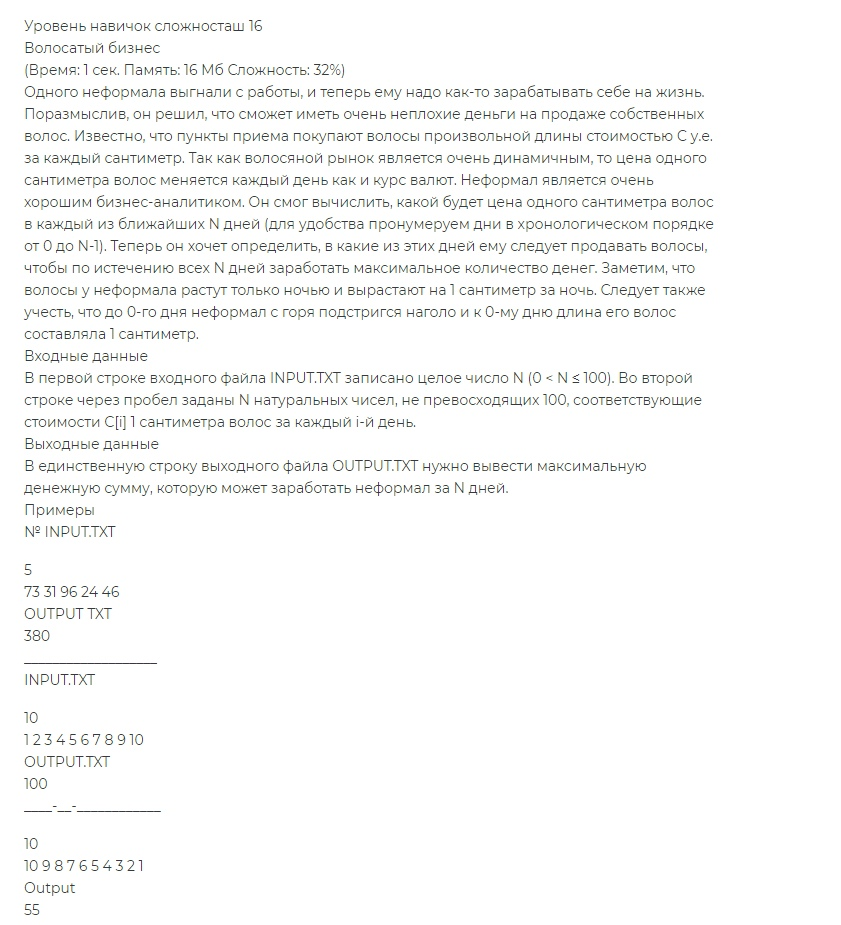 Уровень навичок сложносташ 16
Волосатый бизнес
(Время: 1 сек. Память: 16 Мб Сложность: 32%)
Одного неформала выгнали с работы, и теперь ему надо как-то зарабатывать себе на жизнь.
Поразмыслив, он решил, что сможет иметь очень неплохие деньги на продаже собственных
волос. Известно, что пункты приема покупают волосы произвольной длины стоимостью С у.е.
за каждый сантиметр. Так как волосяной рынок является очень динамичным, то цена одного
сантиметра волос меняется каждый день как и курс валют. Неформал является очень
хорошим бизнес-аналитиком. Он смог вычислить, какой будет цена одного сантиметра волос
в каждый из ближайших N дней (для удобства пронумеруем дни в хронологическом порядке
от 0 до N-1). Теперь он хочет определить, в какие из этих дней ему следует продавать волосы,
чтобы по истечению всех N дней заработать максимальное количество денег. Заметим, что
волосы у неформала растут только ночью и вырастают на 1 сантиметр за ночь. Следует также
учесть, что до 0-го дня неформал с горя подстригся наголо и к 0-му дню длина его волос
составляла 1 сантиметр.
Входные данные
В первой строке входного файла INPUT.TXT записано целое число N (0 < N ≤ 100). Во второй
строке через пробел заданы N натуральных чисел, не превосходящих 100, соответствующие
стоимости C[i] 1 сантиметра волос за каждый i-й день.
Выходные данные
В единственную строку выходного файла OUTPUT.TXT нужно вывести максимальную
денежную сумму, которую может заработать неформал за N дней.
Примеры
№ INPUT.TXT
5
73 31 96 24 46
OUTPUT TXT
380
___________________
INPUT.TXT
10
1 2 3 4 5 6 7 8 9 10
OUTPUT.TXT
100
____-__-____________
10
10 9 8 7 6 5 4 3 2 1
Output
55